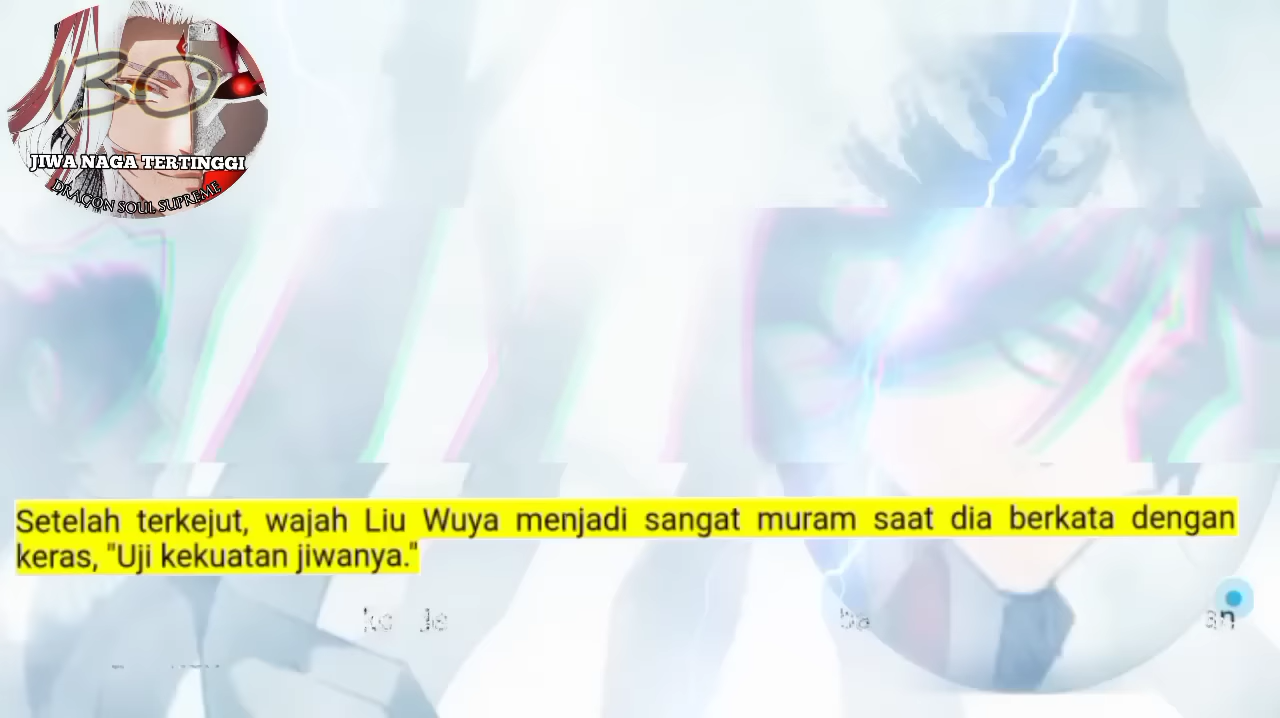 130
JIWA NAGA TERTINGGI
DRAGON SOUL SUPREME
Setelah terkejut, wajah Liu Wuya menjadi sangat muram saat dia berkata dengan
keras, "Uji kekuatan jiwanya."